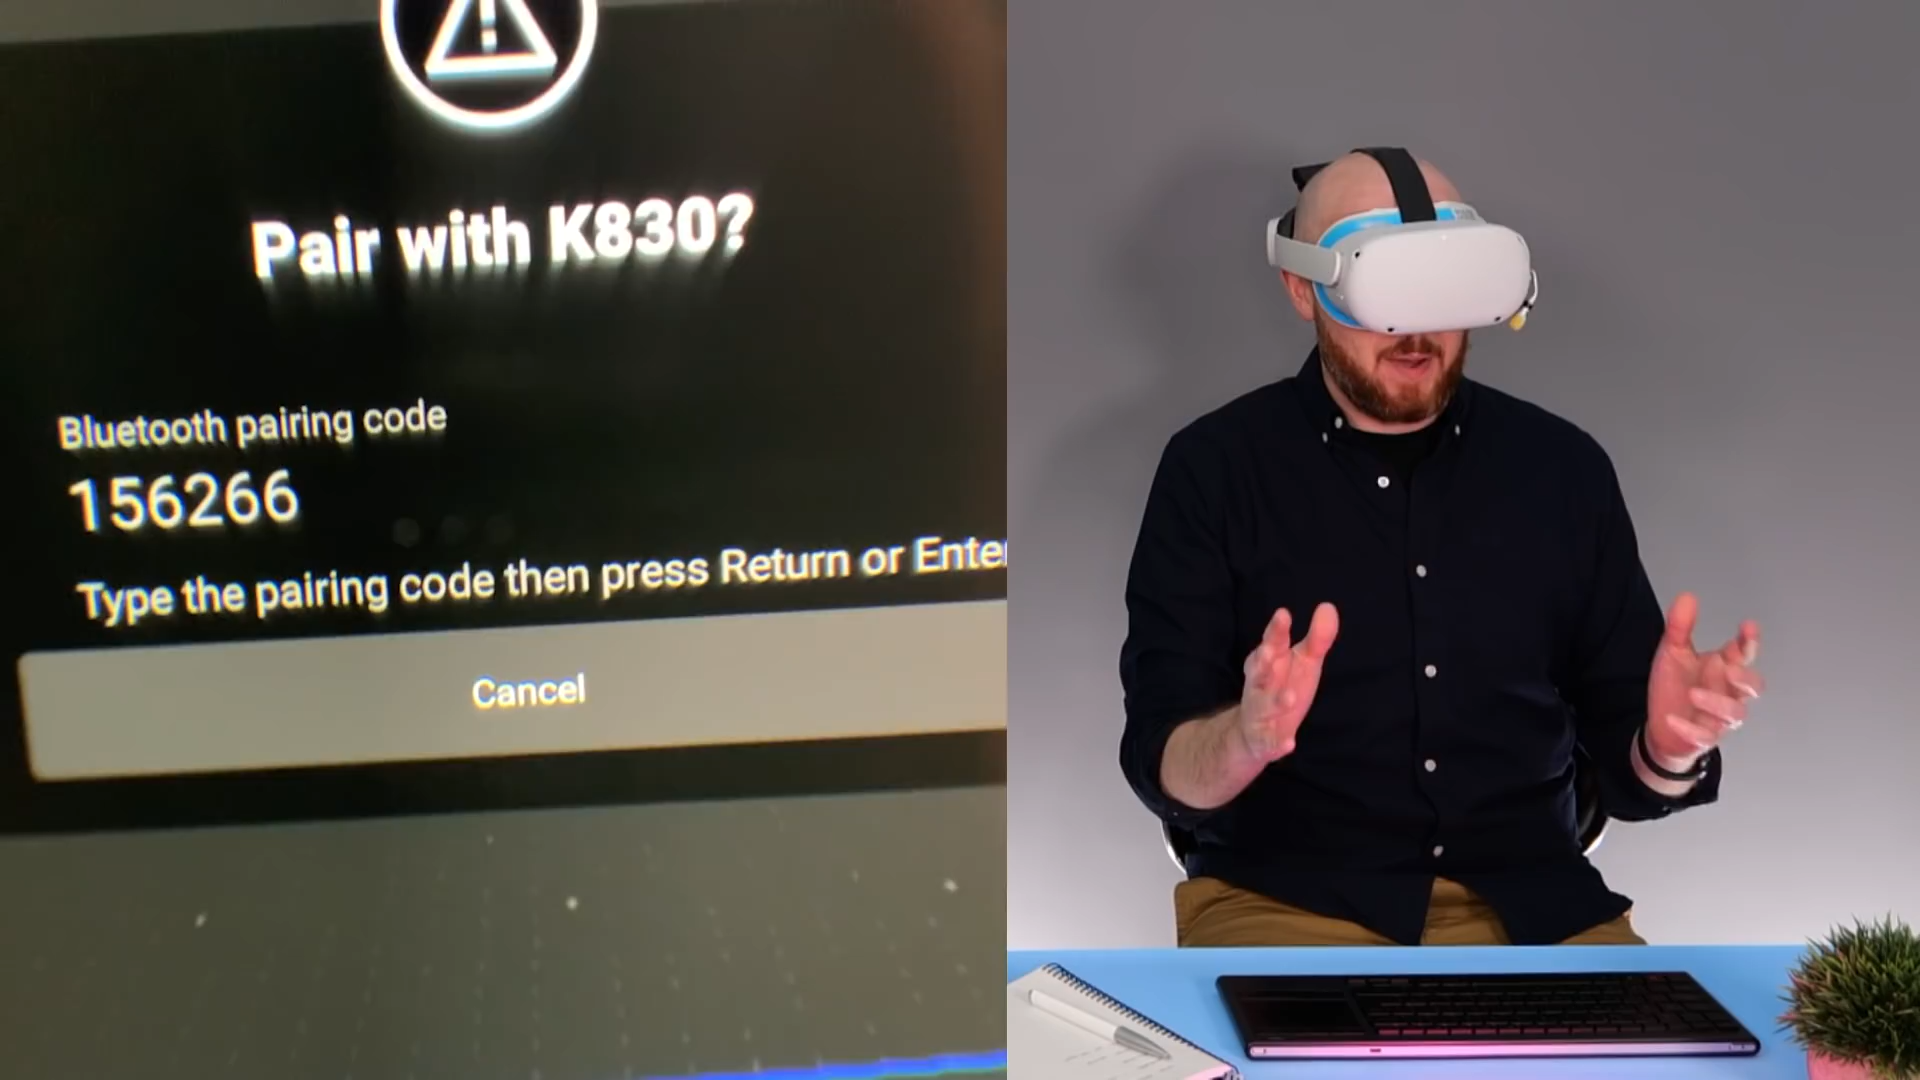 Pair with K830?
Bluetooth pairing code
156266
Type the pairing code then press Return or Enter
Cancel